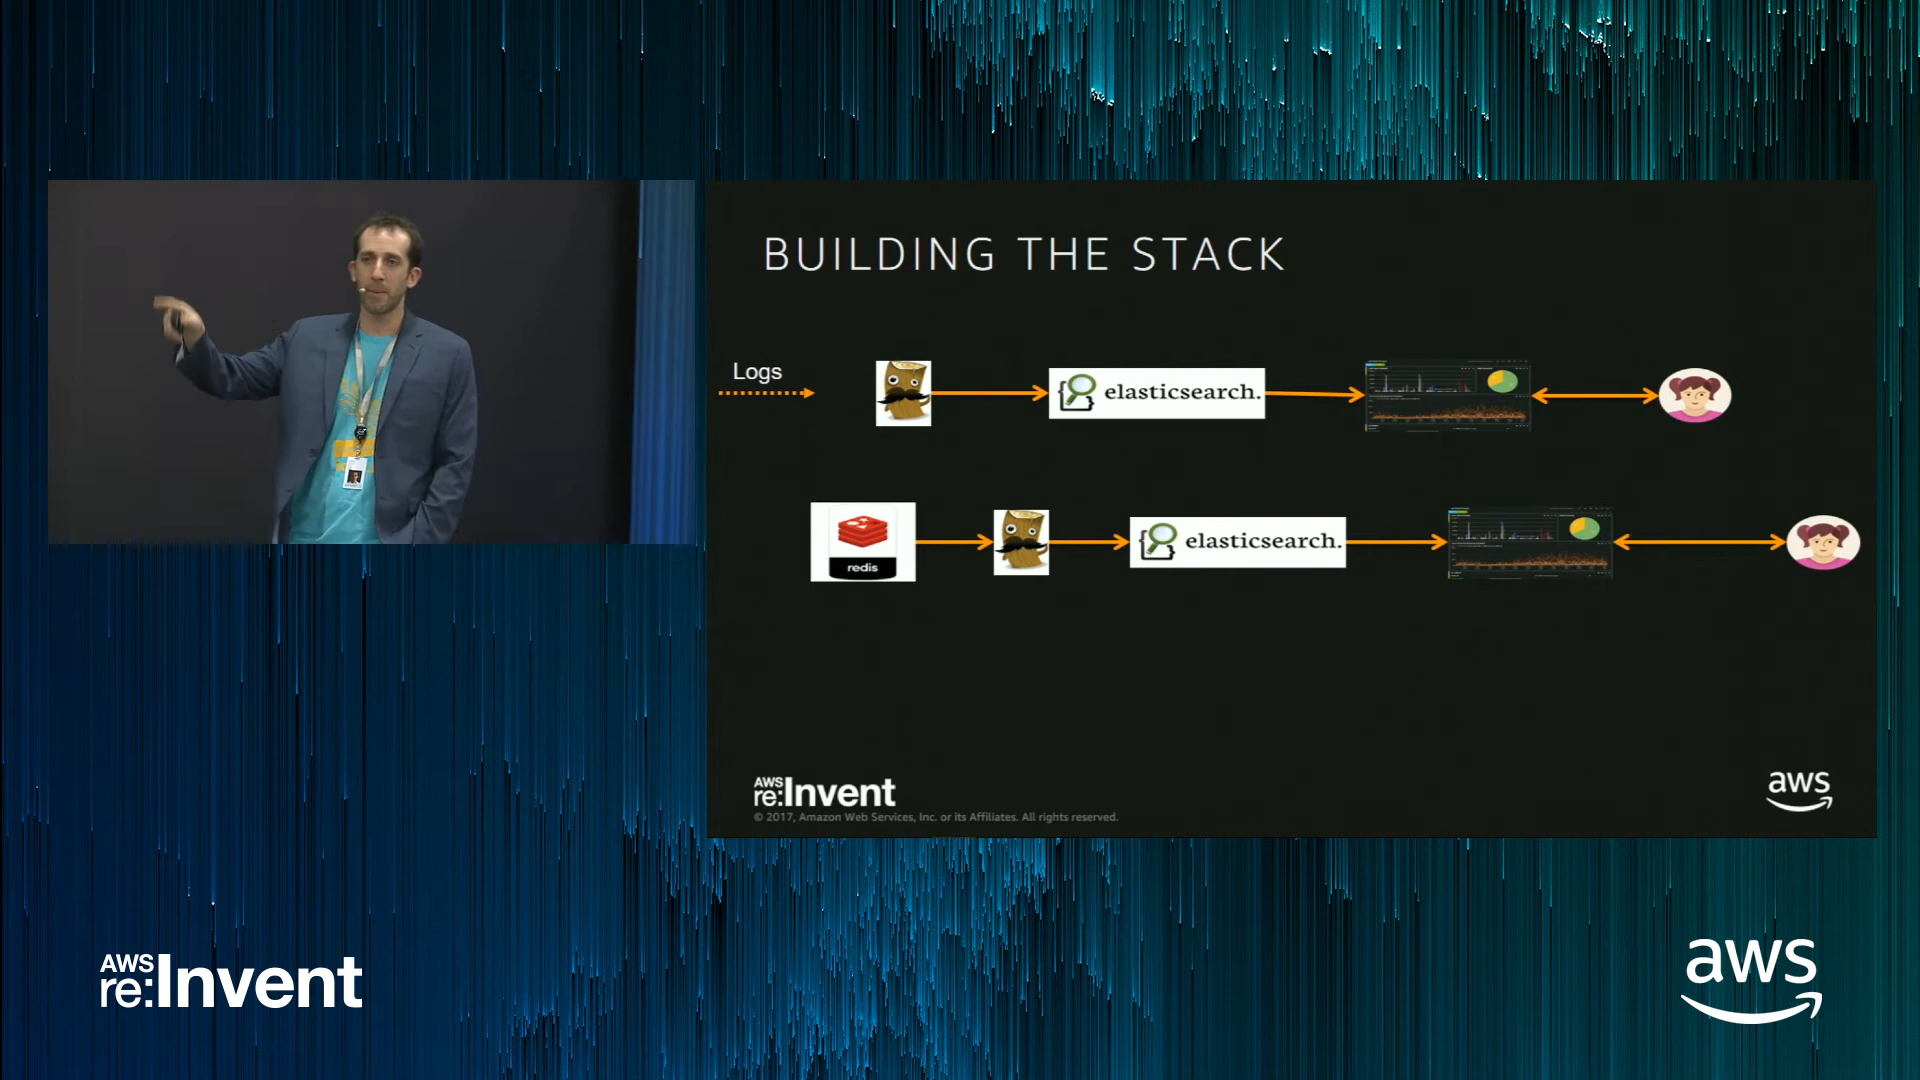 BUILDING THE STACK
Logs
elasticsearch.
redis
elasticsearch.
AWS
re:Invent
© 2017, Amazon Web Services, Inc. or its Affiliates. All rights reserved.
aws
AWS
re:Invent
aws